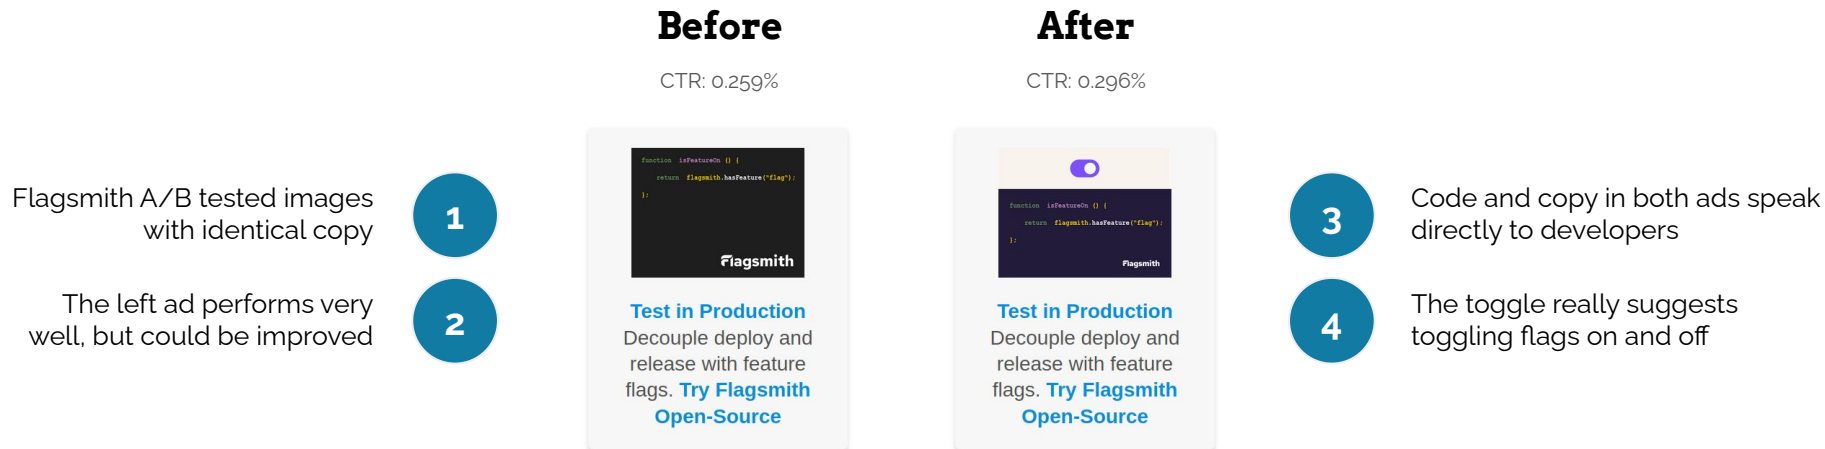 Before
CTR: 0.259%
After
CTR: 0.296%
Flagsmith A/B tested images
with identical copy
1
The left ad performs very
well, but could be improved
2
function isFeatureOn () {
return flagsmith.hasFeature("flag");
};
Flagsmith
Test in Production
Decouple deploy and
release with feature
flags. Try Flagsmith
Open-Source
function isFeatureOn () {
return flagsmith.hasFeature("flag");
};
Flagsmith
Test in Production
Decouple deploy and
release with feature
flags. Try Flagsmith
Open-Source
3
Code and copy in both ads speak
directly to developers
4
The toggle really suggests
toggling flags on and off